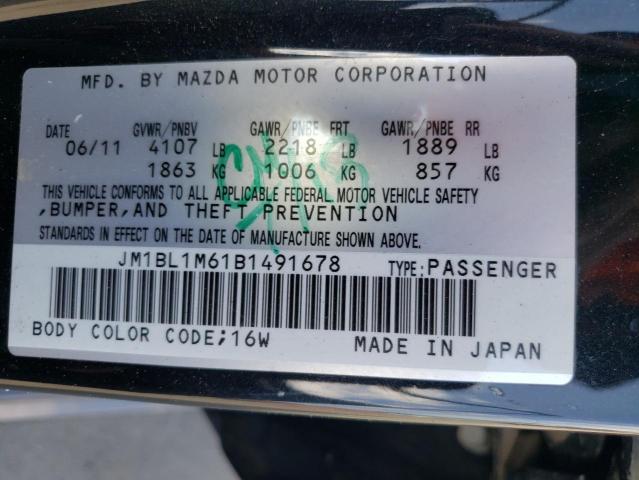 MFD. BY MAZDA MOTOR CORPORATION
DATE GVWR/PNBV GAWR/PNBE FRT GAWR/PNBE RR
06/11 4107 LB 2218 LB 1889 LB
1863 KG 1006 KG 857 KG
THIS VEHICLE CONFORMS TO ALL APPLICABLE FEDERAL MOTOR VEHICLE SAFETY
,BUMPER,AND THEFT PREVENTION
STANDARDS IN EFFECT ON THE DATE OF MANUFACTURE SHOWN ABOVE.
JM1BL1M61B1491678 TYPE:PASSENGER
BODY COLOR CODE;16W MADE IN JAPAN